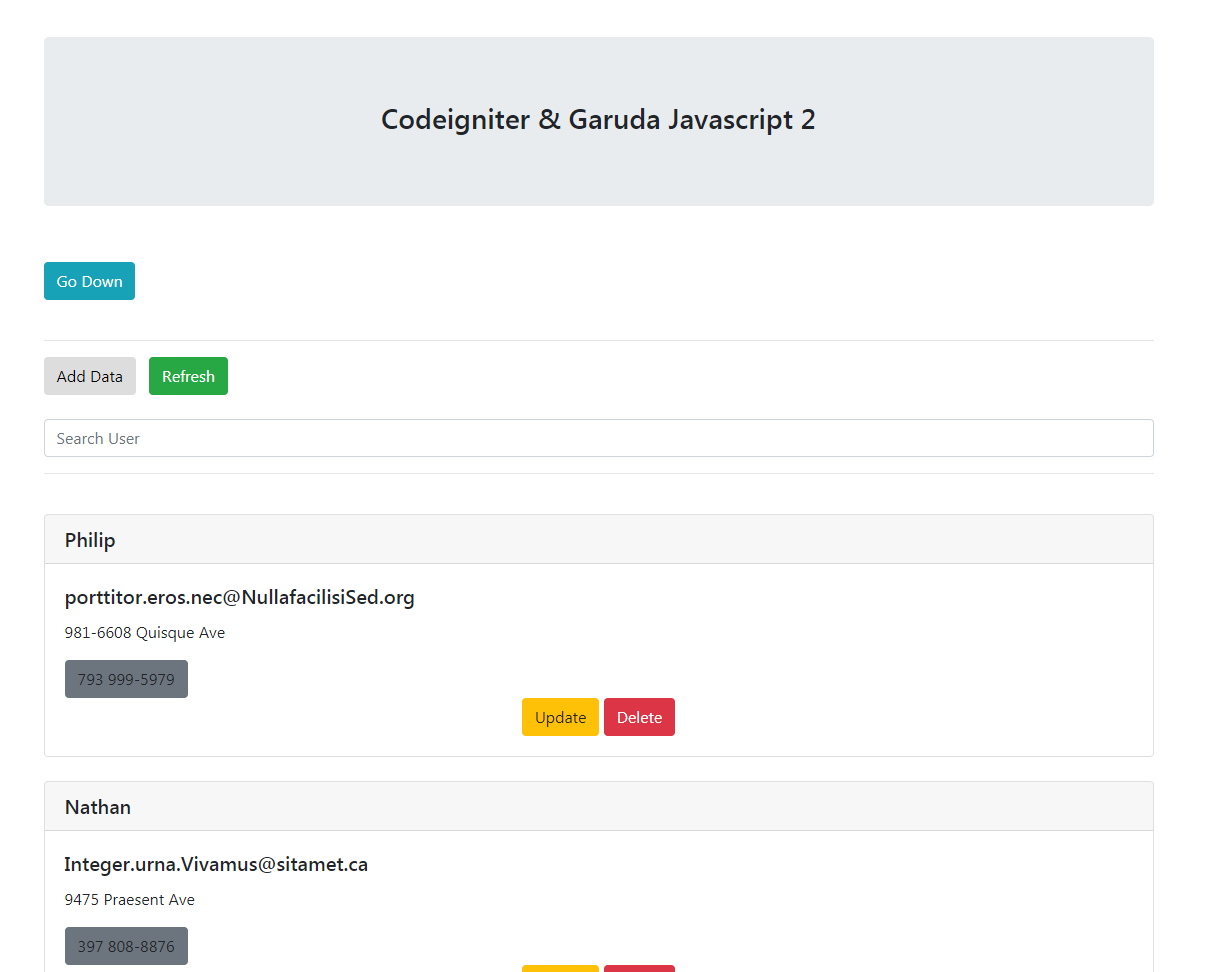 Codeigniter & Garuda Javascript 2
Go Down
Add Data Refresh
Search User
Philip
porttitor.eros.nec@NullafacilisiSed.org
981-6608 Quisque Ave
793 999-5979
Update Delete
Nathan
Integer.urna.Vivamus@sitamet.ca
9475 Praesent Ave
397 808-8876